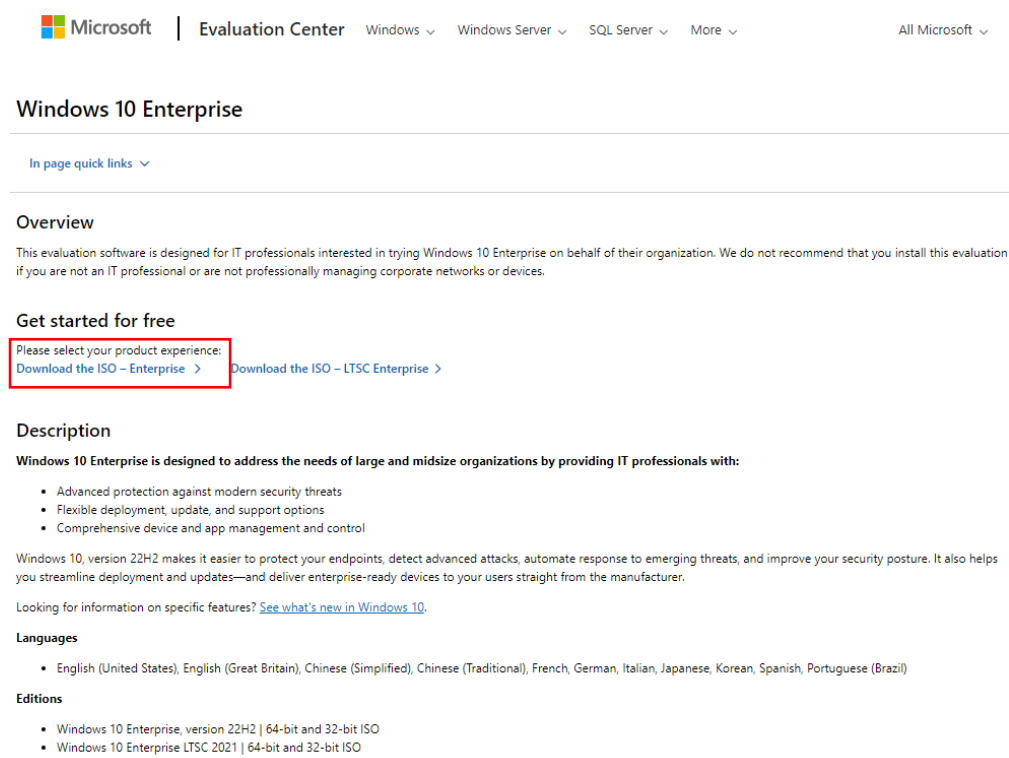 Microsoft | Evaluation Center Windows Windows Server SQL Server More All Microsoft
Windows 10 Enterprise
In page quick links
Overview
This evaluation software is designed for IT professionals interested in trying Windows 10 Enterprise on behalf of their organization. We do not recommend that you install this evaluation
if you are not an IT professional or are not professionally managing corporate networks or devices.
Get started for free
Please select your product experience:
Download the ISO – Enterprise > Download the ISO – LTSC Enterprise >
Description
Windows 10 Enterprise is designed to address the needs of large and midsize organizations by providing IT professionals with:
• Advanced protection against modern security threats
• Flexible deployment, update, and support options
• Comprehensive device and app management and control
Windows 10, version 22H2 makes it easier to protect your endpoints, detect advanced attacks, automate response to emerging threats, and improve your security posture. It also helps
you streamline deployment and updates—and deliver enterprise-ready devices to your users straight from the manufacturer.
Looking for information on specific features? See what's new in Windows 10.
Languages
• English (United States), English (Great Britain), Chinese (Simplified), Chinese (Traditional), French, German, Italian, Japanese, Korean, Spanish, Portuguese (Brazil)
Editions
• Windows 10 Enterprise, version 22H2 | 64-bit and 32-bit ISO
• Windows 10 Enterprise LTSC 2021 | 64-bit and 32-bit ISO